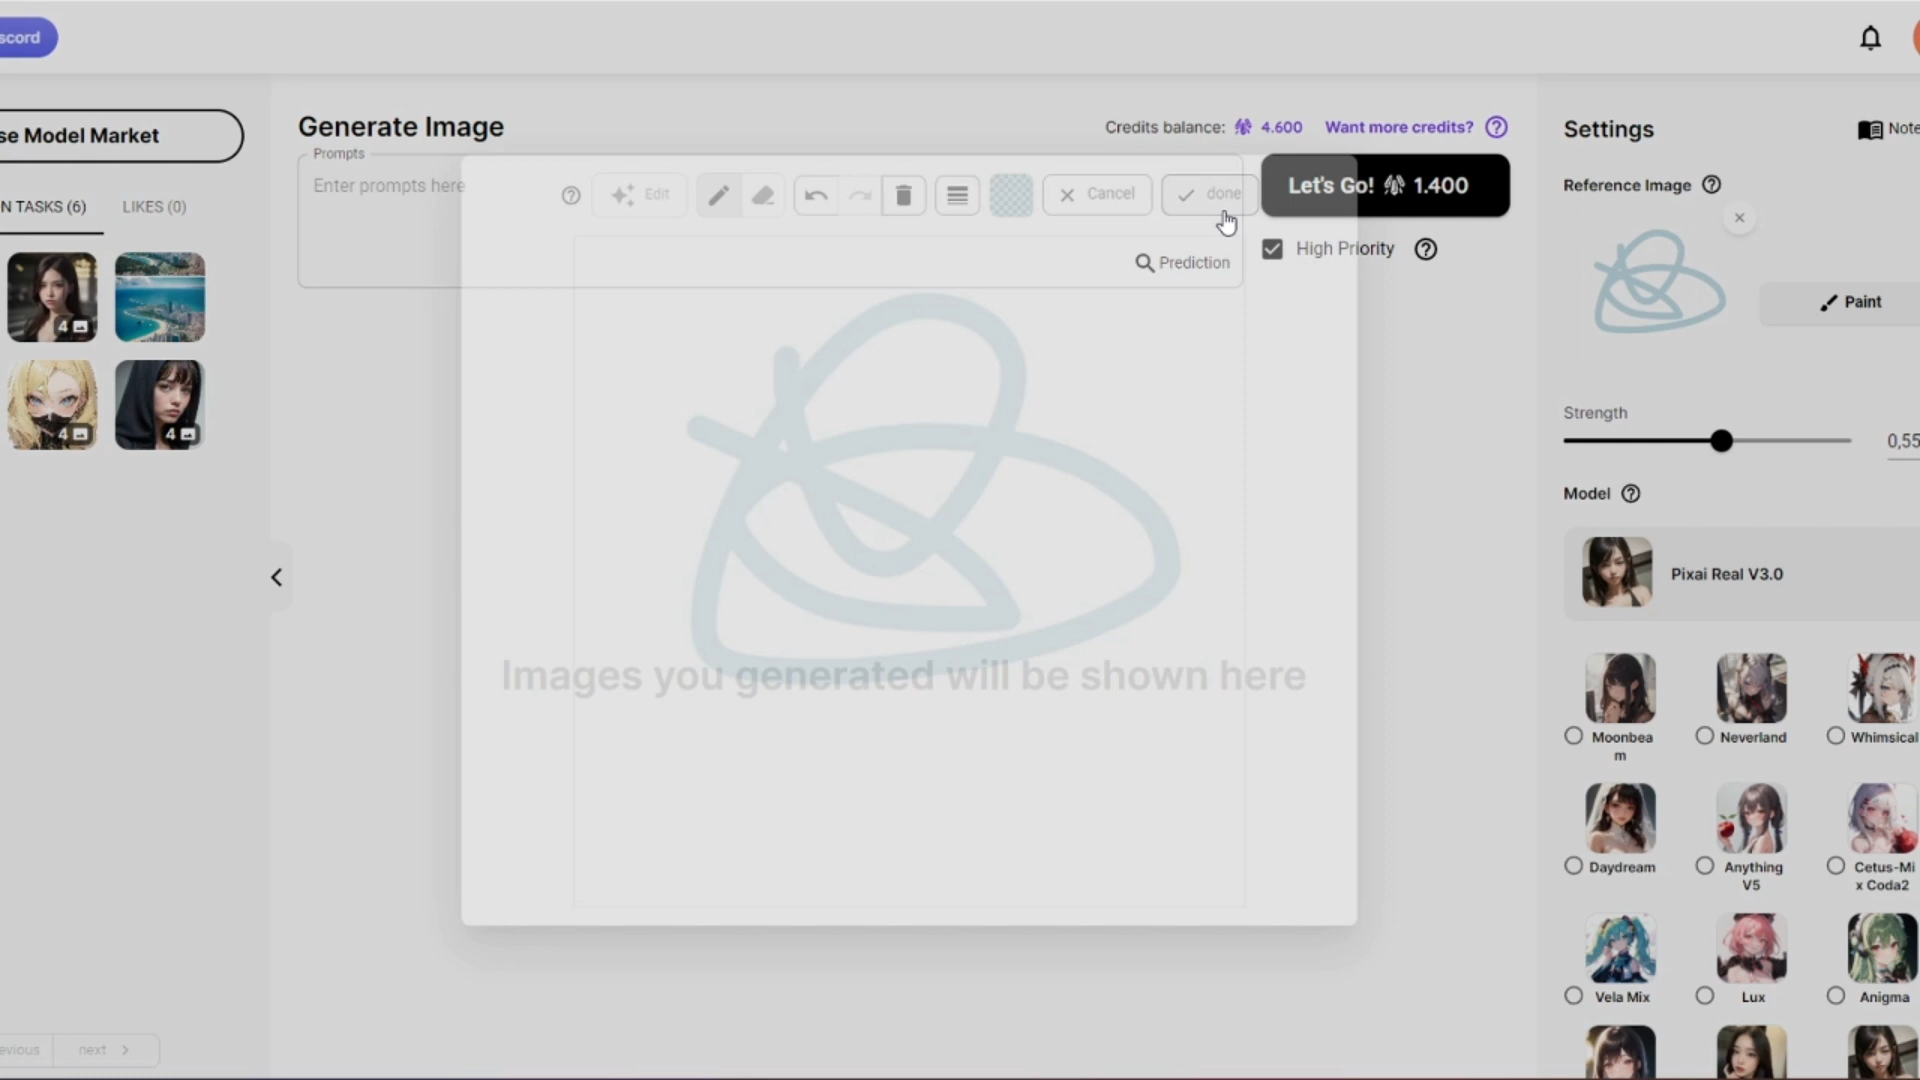 scord
se Model Market
N TASKS (6)
LIKES (0)
4
4
4
evious
next
Generate Image
Credits balance:
4.600
Want more credits?
Prompts
Enter prompts here
Edit
Cancel
done
Let's Go!
1.400
Prediction
High Priority
Images you generated will be shown here
Settings
Note
Reference Image
Paint
Strength
0,55
Model
Pixai Real V3.0
Moonbea
m
Neverland
Whimsical
Daydream
Anything
V5
Cetus-Mi
x Coda2
Vela Mix
Lux
Anigma